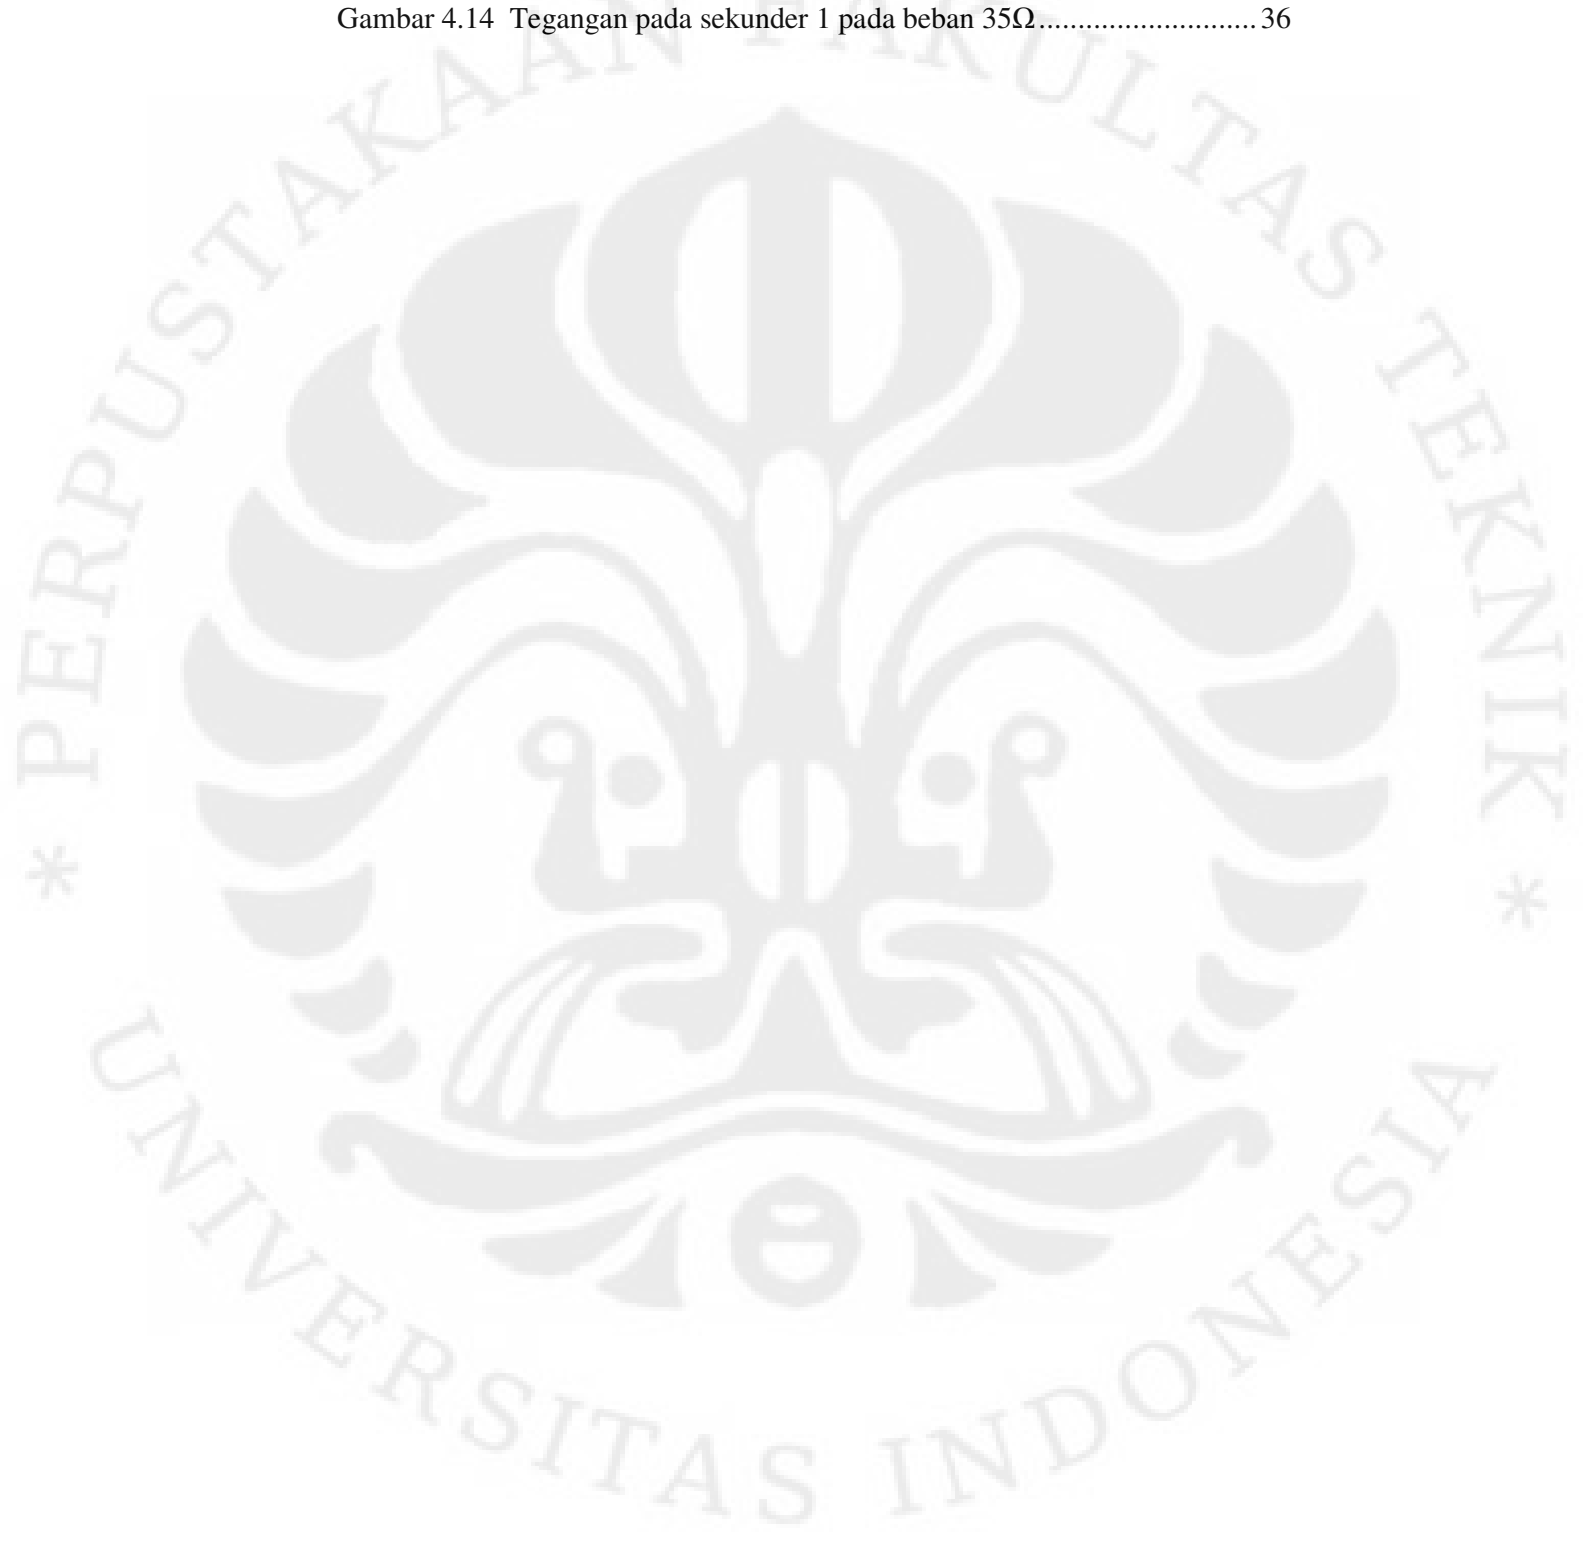 Gambar 4.14 Tegangan pada sekunder 1 pada beban 35Ω............................ 36
* PERPUSTAKAAN FAKULTAS TEKNIK *
UNIVERSITAS INDONESIA